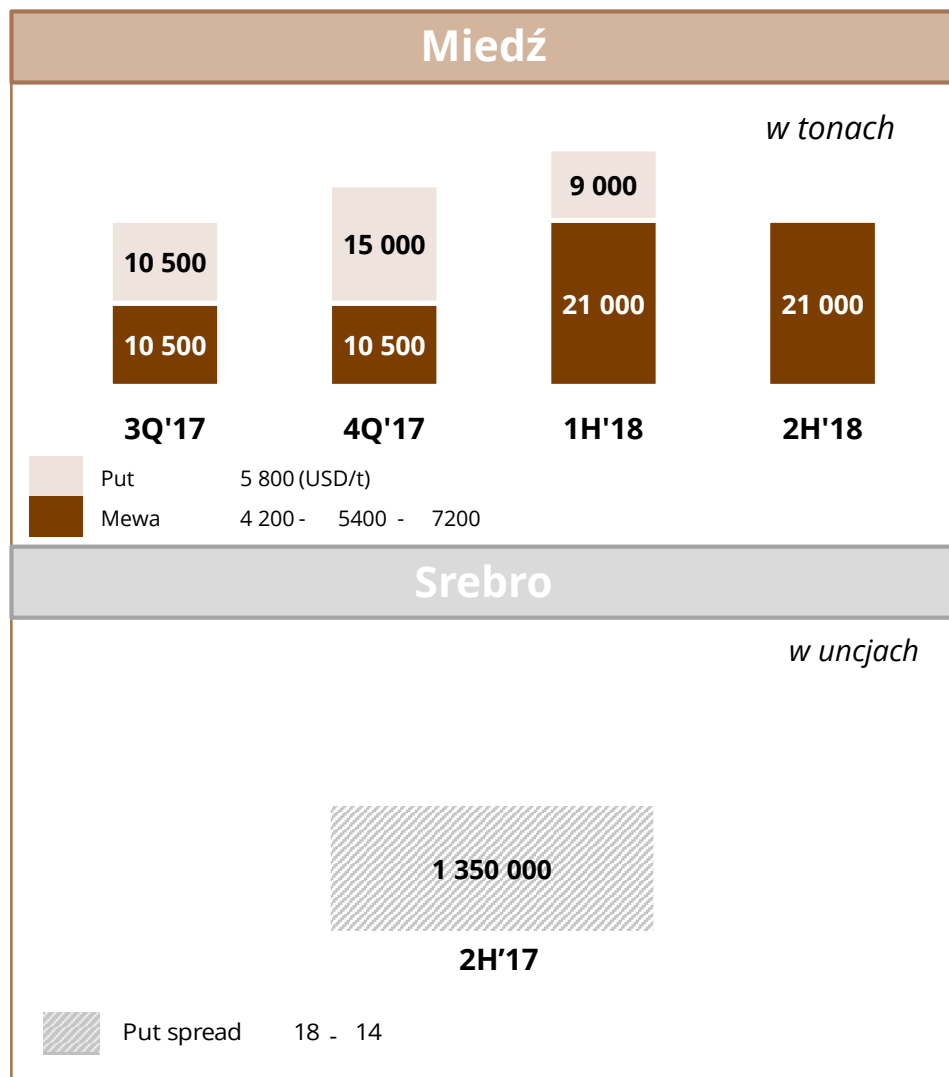 Miedź
w tonach
9 000
15 000
10 500
21 000
21 000
10 500
10 500
3Q'17
4Q'17
1H'18
2H'18
Put 5 800 (USD/t)
Mewa 4 200 - 5400 - 7200
Srebro
w uncjach
1 350 000
2H’17
Put spread 18 - 14